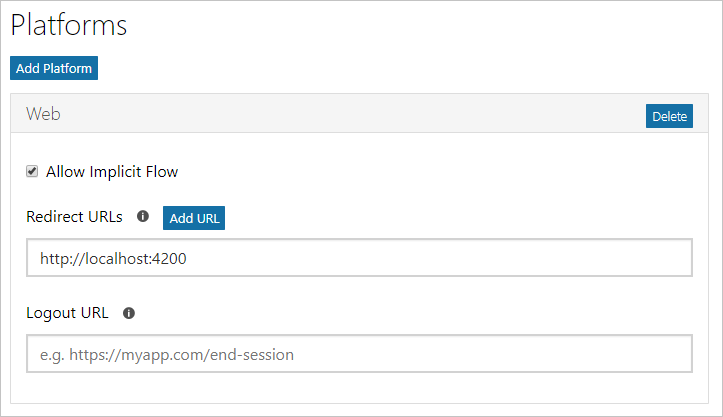 Platforms
Add Platform
Web
Delete
Allow Implicit Flow
Redirect URLs
Add URL
http://localhost:4200
Logout URL
e.g. https://myapp.com/end-session